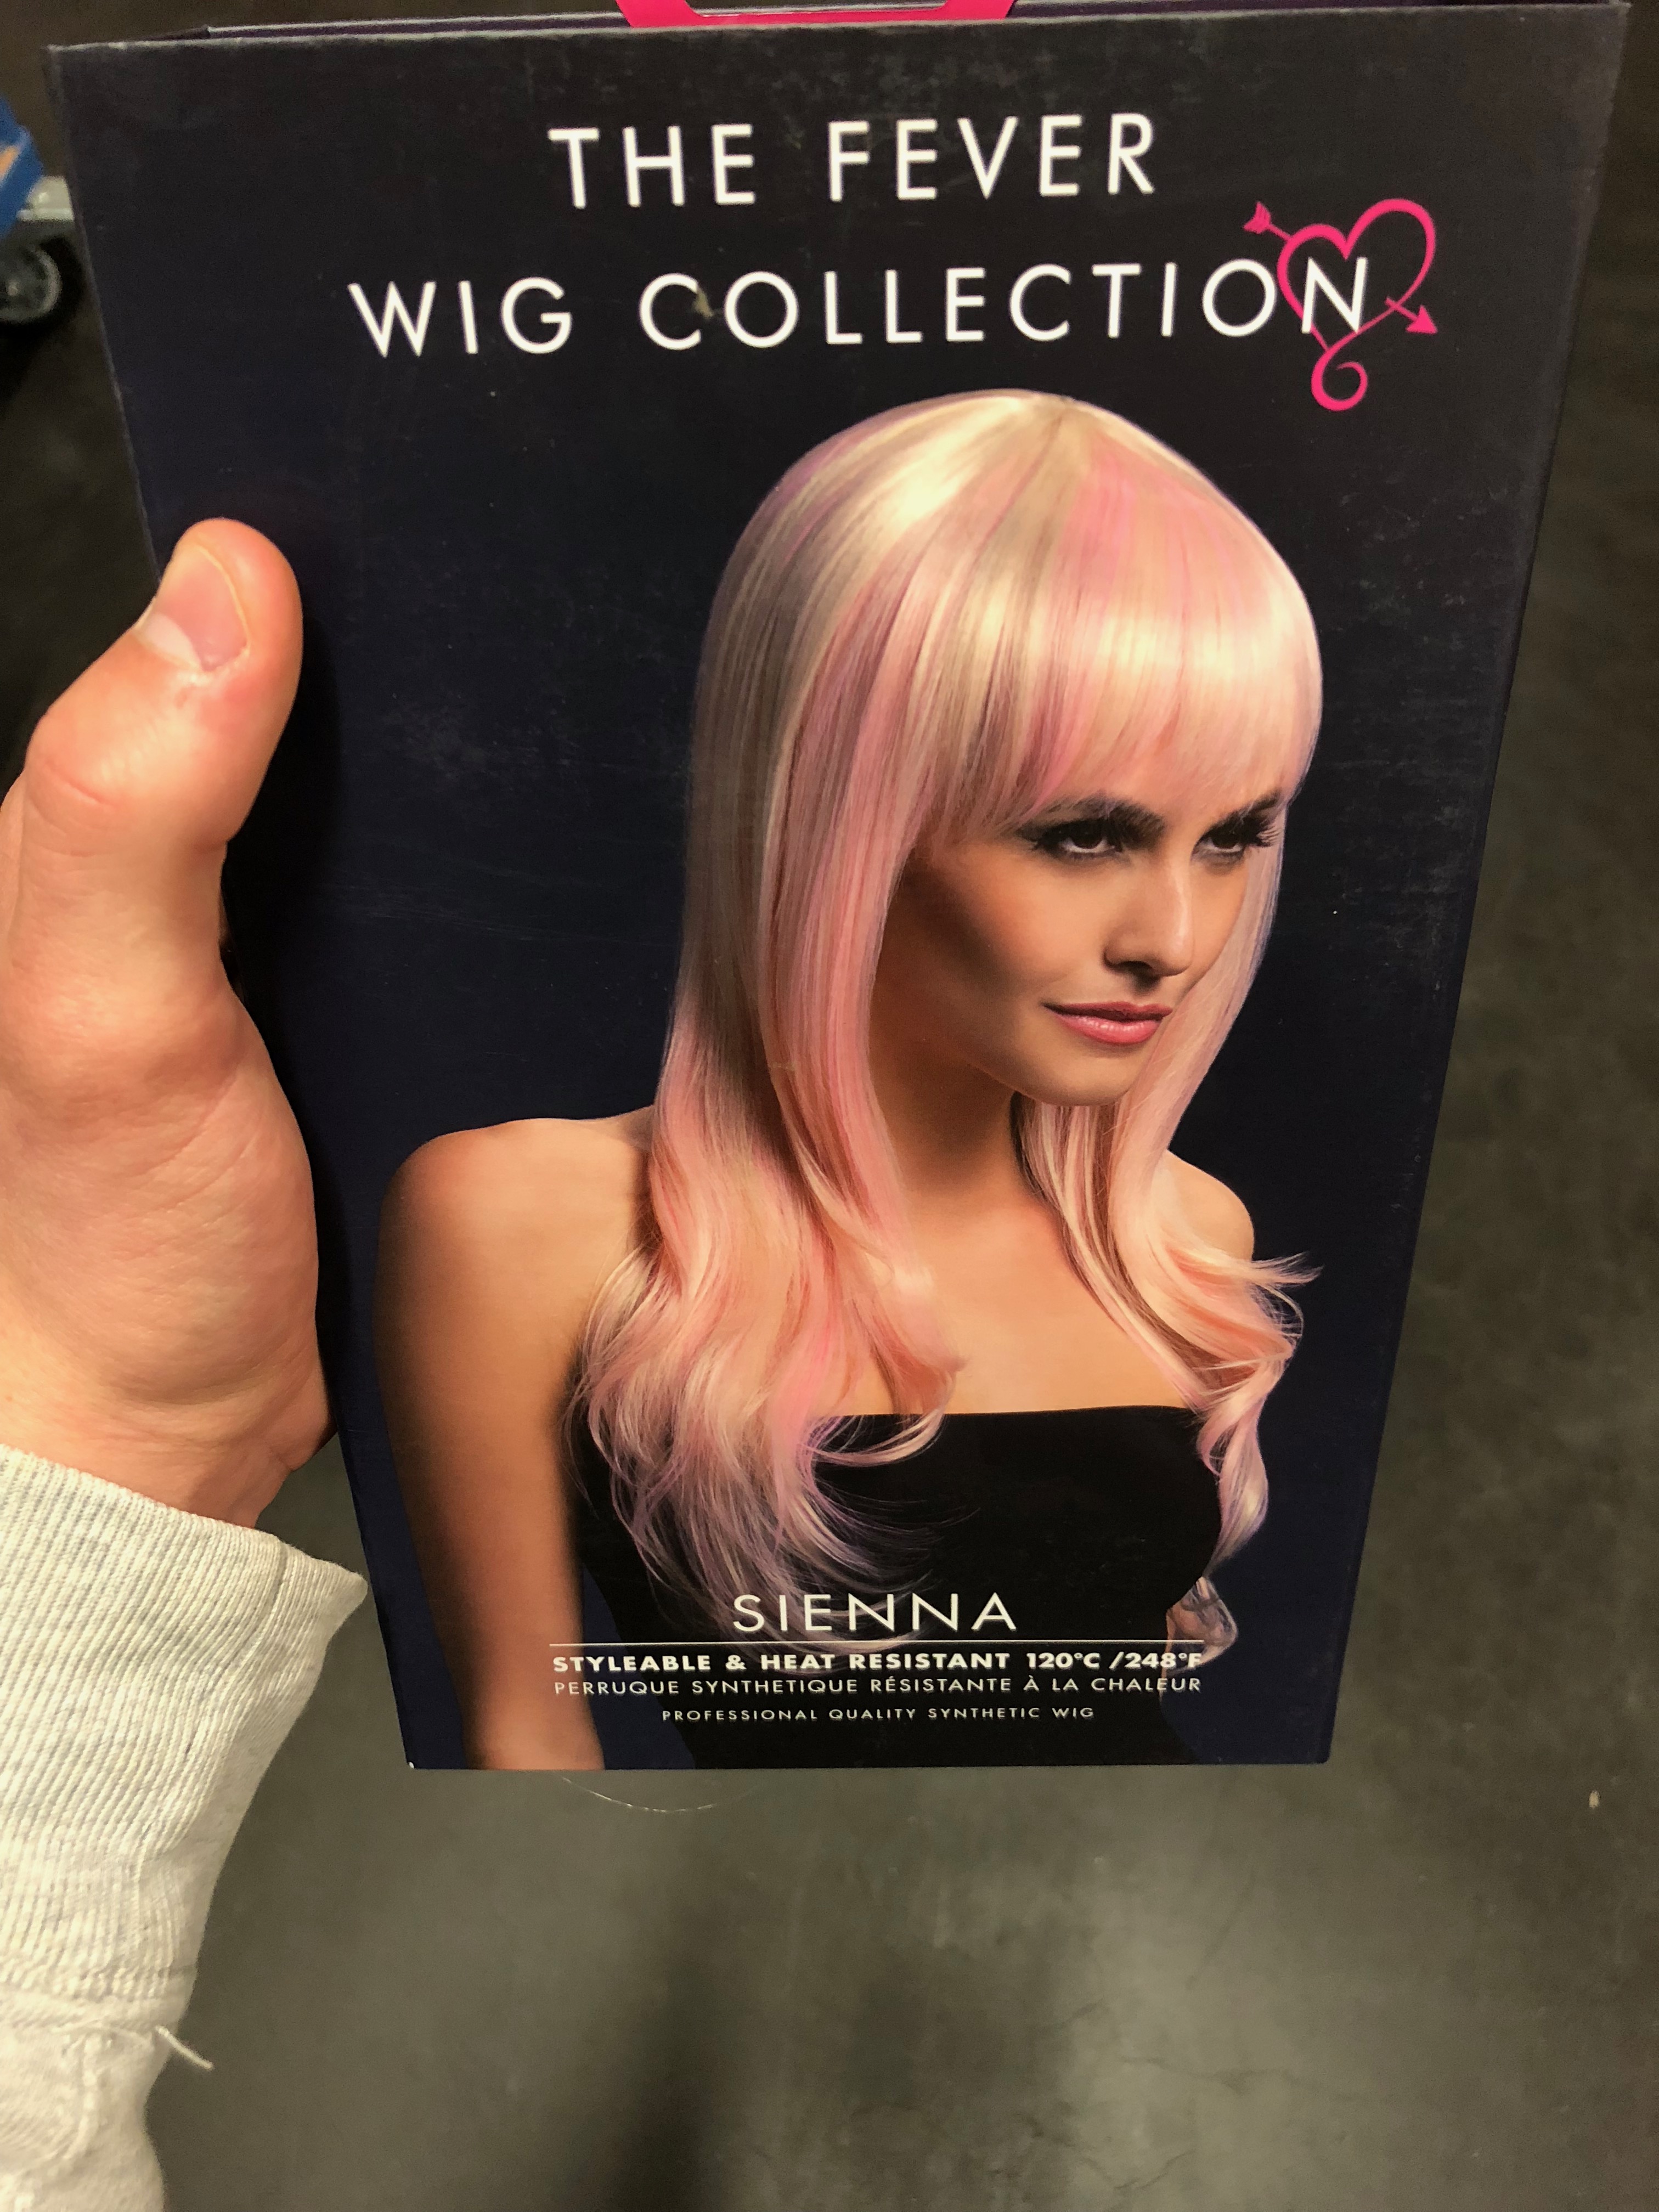 THE FEVER
WIG COLLECTION
SIENNA
STYLEABLE & HEAT RESISTANT 120°C /248°F
PERRUQUE SYNTHETIQUE RÉSISTANTE À LA CHALEUR
PROFESSIONAL QUALITY SYNTHETIC WIG